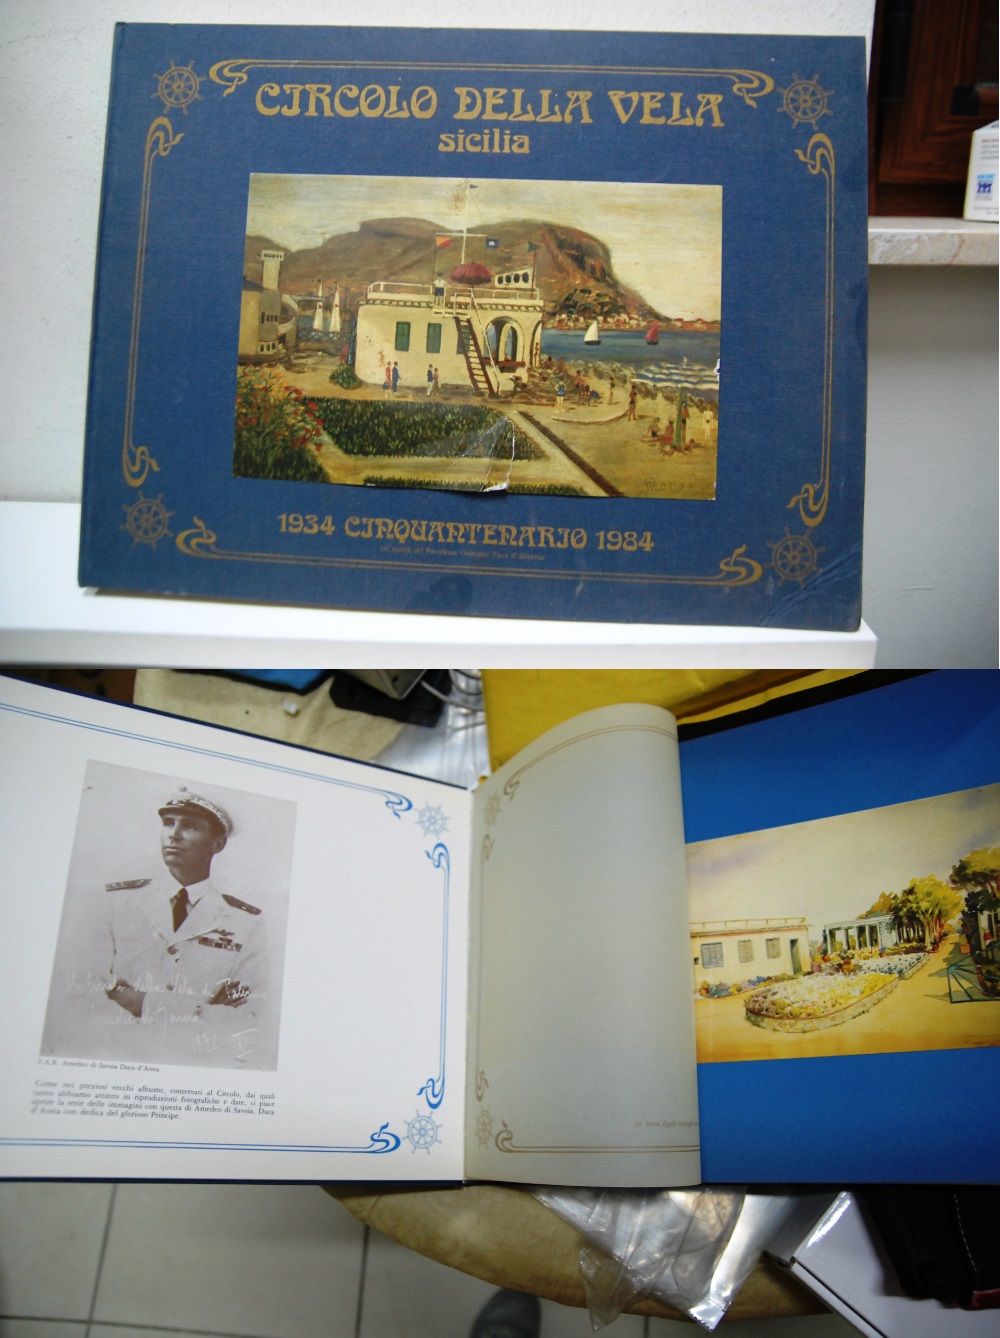 CIRCOLO DELLA VELA
sicilia
1934 CINQUANTENARIO 1984
S.A.R. Amedeo di Savoia Duca d'Aosta
Come nei preziosi vecchi albums, conservati al Circolo, dai quali
tanto abbiamo attinto in riproduzioni fotografiche e date, ci piace
aprire la serie delle immagini con questa di Amedeo di Savoia, Duca
d'Aosta con dedica del glorioso Principe.